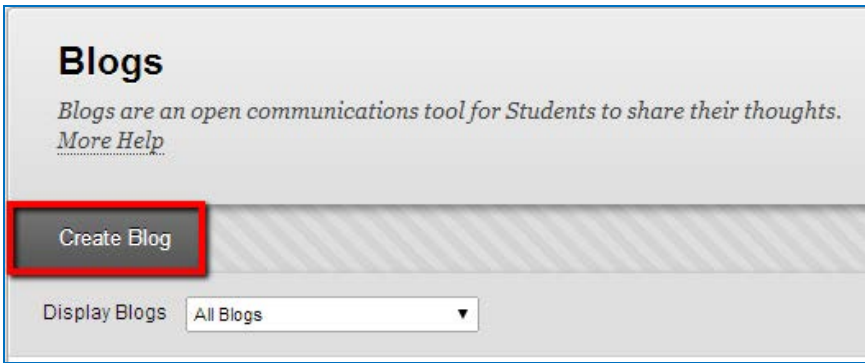 Blogs
Blogs are an open communications tool for Students to share their thoughts.
More Help
Create Blog
Display Blogs All Blogs